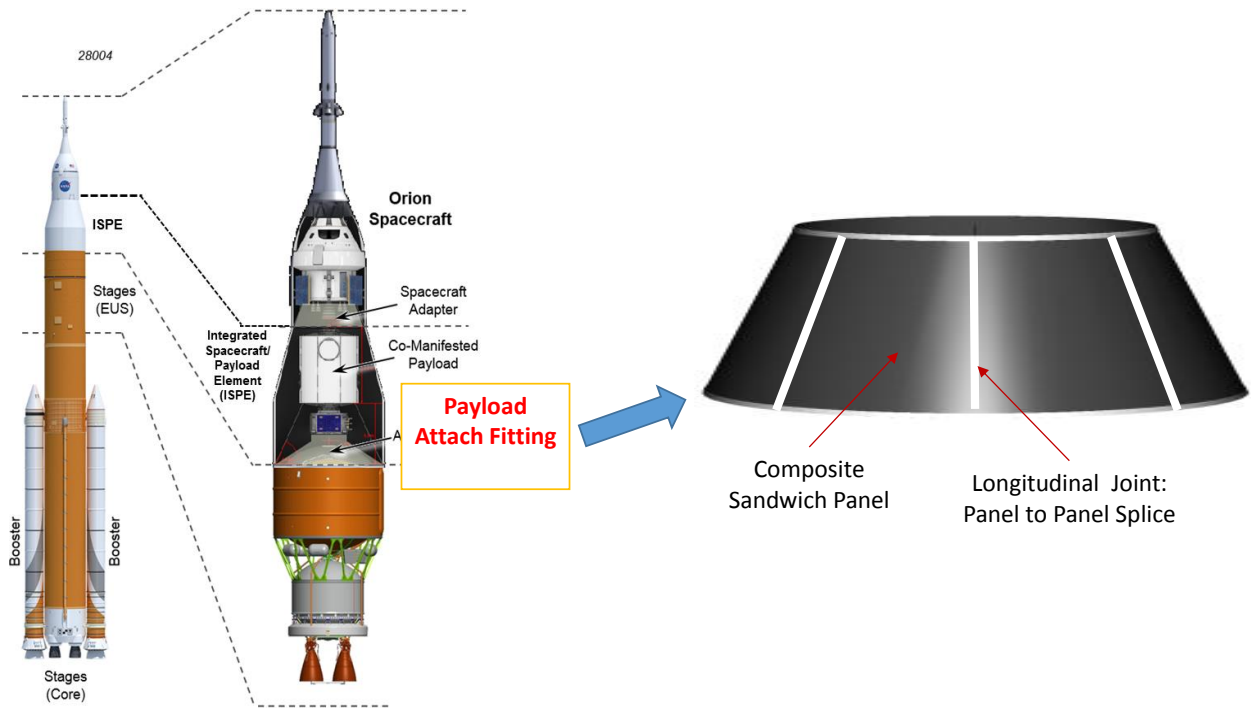 28004
ISPE
Stages
(EUS)
Booster
Booster
Stages
(Core)
Orion
Spacecraft
Spacecraft
Adapter
Integrated
Spacecraft/
Payload
Element
(ISPE)
Co-Manifested
Payload
A
Payload
Attach Fitting
Composite
Sandwich Panel
Longitudinal Joint:
Panel to Panel Splice